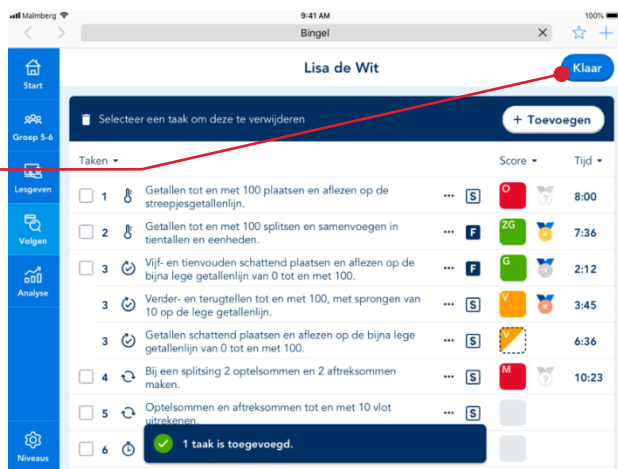 Malmberg
9:41 AM
100%
Bingel
Start
Groep 5-6
Lesgeven
Volgen
Analyse
Niveaus
Lisa de Wit
Klaar
Selecteer een taak om deze te verwijderen
+ Toevoegen
Taken
Score
Tijd
1
Getallen tot en met 100 plaatsen en aflezen op de
streepjesgetallenlijn.
S
O
?
8:00
2
Getallen tot en met 100 splitsen en samenvoegen in
tientallen en eenheden.
F
ZG
7:36
3
Vijf- en tienvouden schattend plaatsen en aflezen op de
bijna lege getallenlijn van 0 tot en met 100.
F
G
2:12
3
Verder- en terugtellen tot en met 100, met sprongen van
10 op de lege getallenlijn.
S
V
3:45
3
Getallen schattend plaatsen en aflezen op de bijna lege
getallenlijn van 0 tot en met 100.
S
V
6:36
4
Bij een splitsing 2 optelsommen en 2 aftreksommen
maken.
S
M
?
10:23
5
Optelsommen en aftreksommen tot en met 10 vlot
uitrekenen.
S
6
1 taak is toegevoegd.